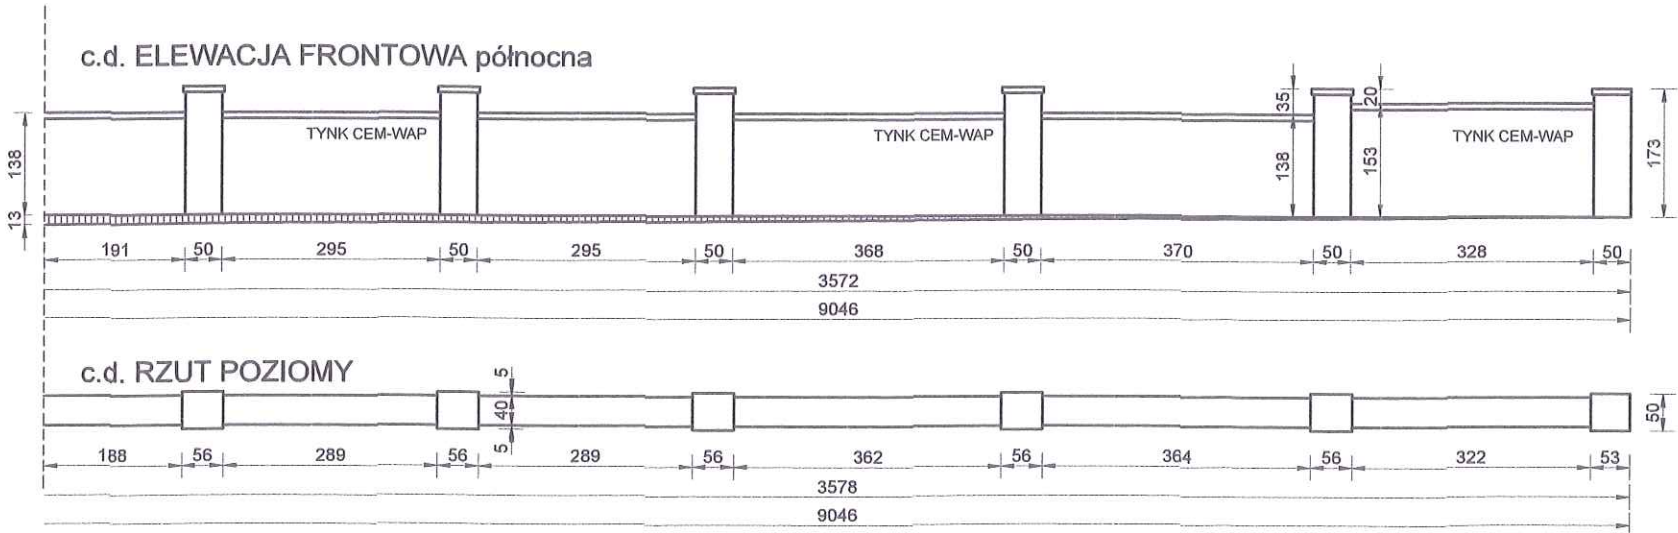 c.d. ELEWACJA FRONTOWA północna
35
20
TYNK CEM-WAP
TYNK CEM-WAP
TYNK CEM-WAP
138
13
138
153
173
191 50 295 50 295 50 368 50 370 50 328 50
3572
9046
c.d. RZUT POZIOMY
5
40
5
50
188 56 289 56 289 56 362 56 364 56 322 53
3578
9046